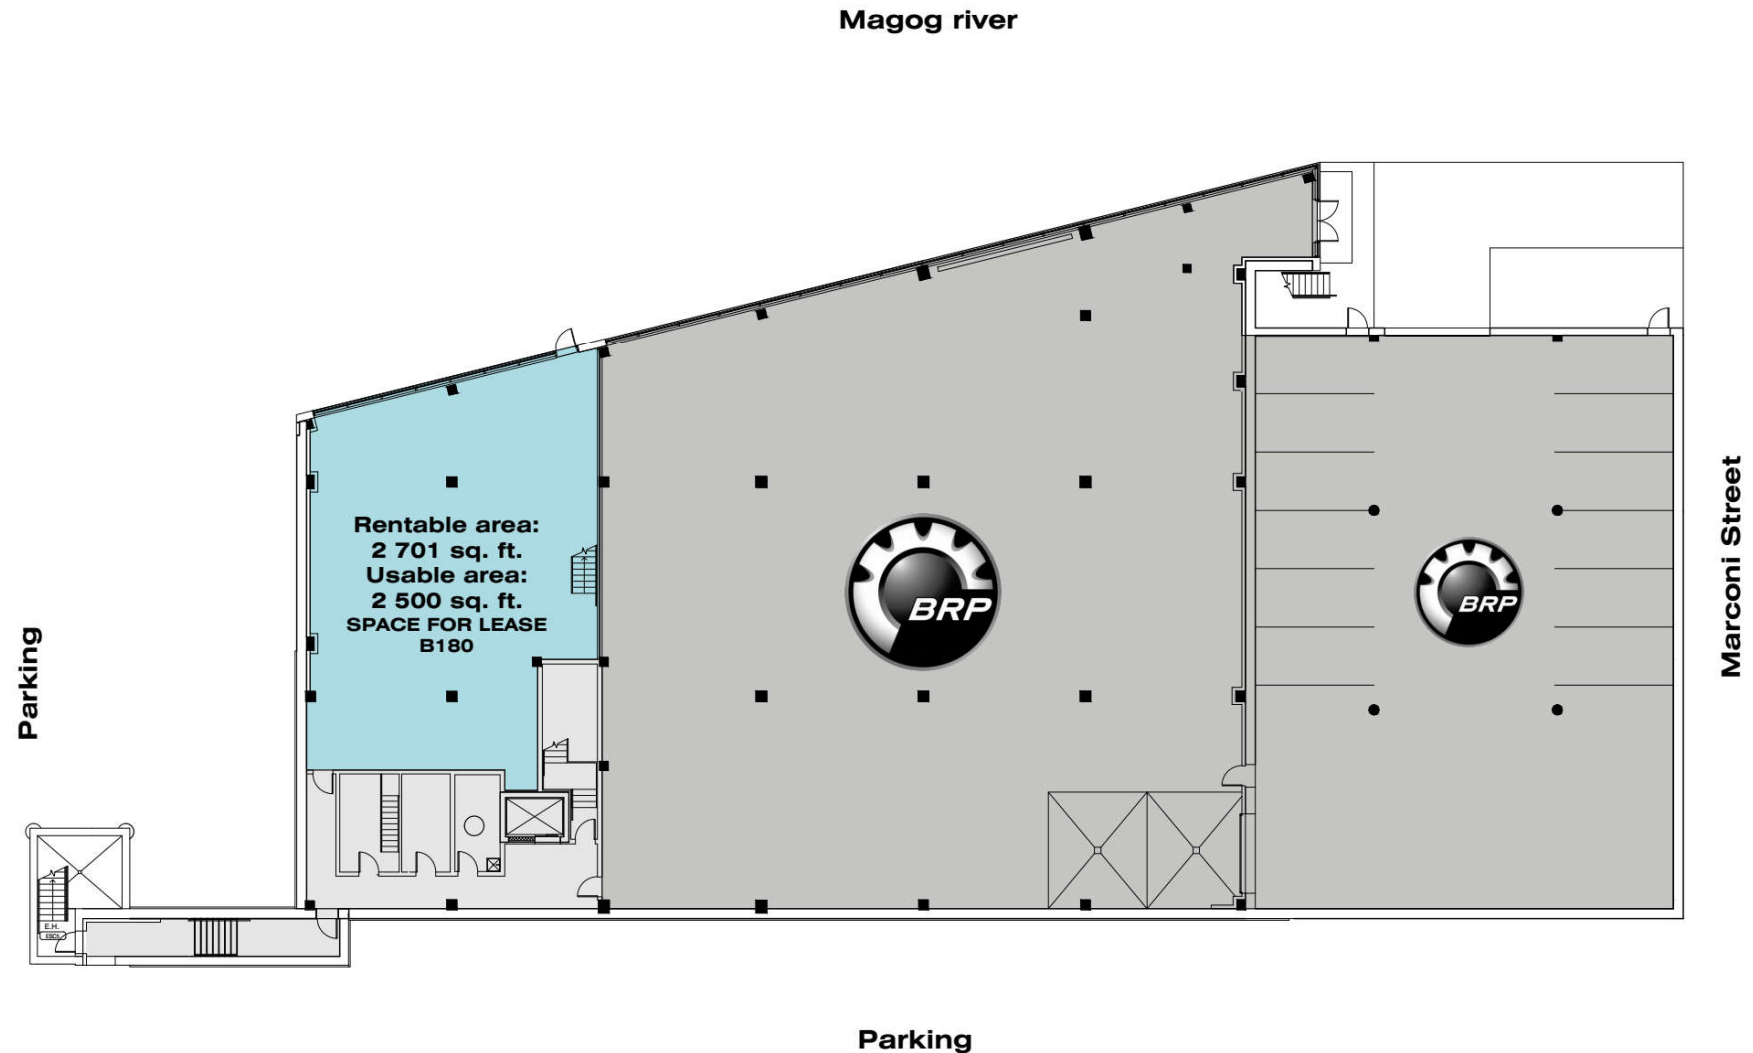 Magog river
Rentable area:
2 701 sq. ft.
Usable area:
2 500 sq. ft.
SPACE FOR LEASE
B180
BRP
BRP
Parking
Marconi Street
E.H.
Parking